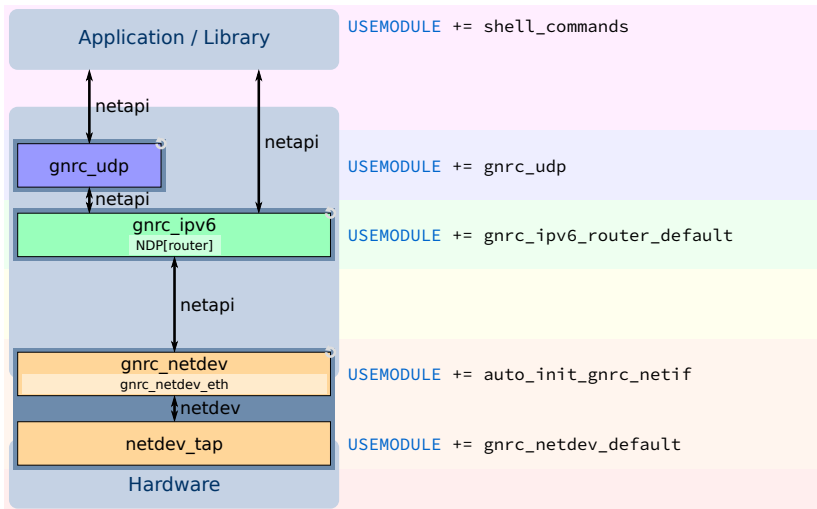 Application / Library
USEMODULE += shell_commands
netapi
netapi
gnrc_udp
USEMODULE += gnrc_udp
netapi
gnrc_ipv6
NDP[router]
USEMODULE += gnrc_ipv6_router_default
netapi
gnrc_netdev
gnrc_netdev_eth
USEMODULE += auto_init_gnrc_netif
netdev
netdev_tap
USEMODULE += gnrc_netdev_default
Hardware